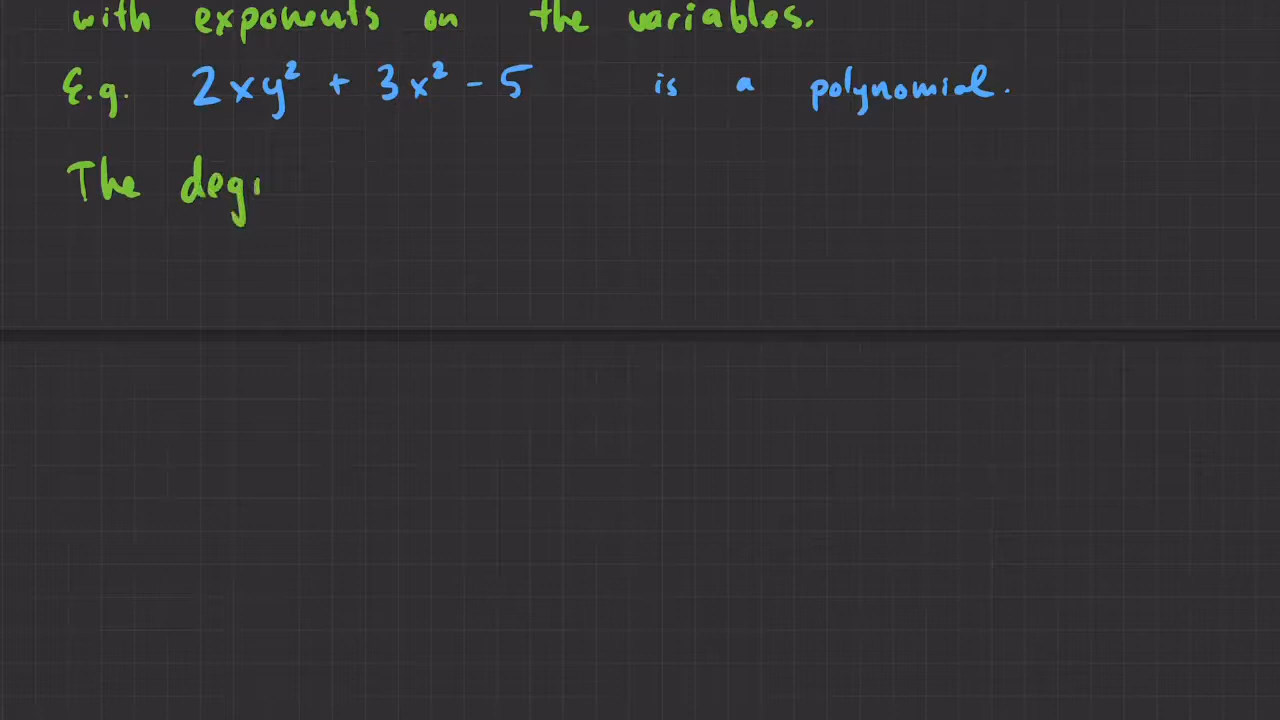 with exponents on the variables.
E.g. 2xy² + 3x² - 5 is a polynomial.
The deg